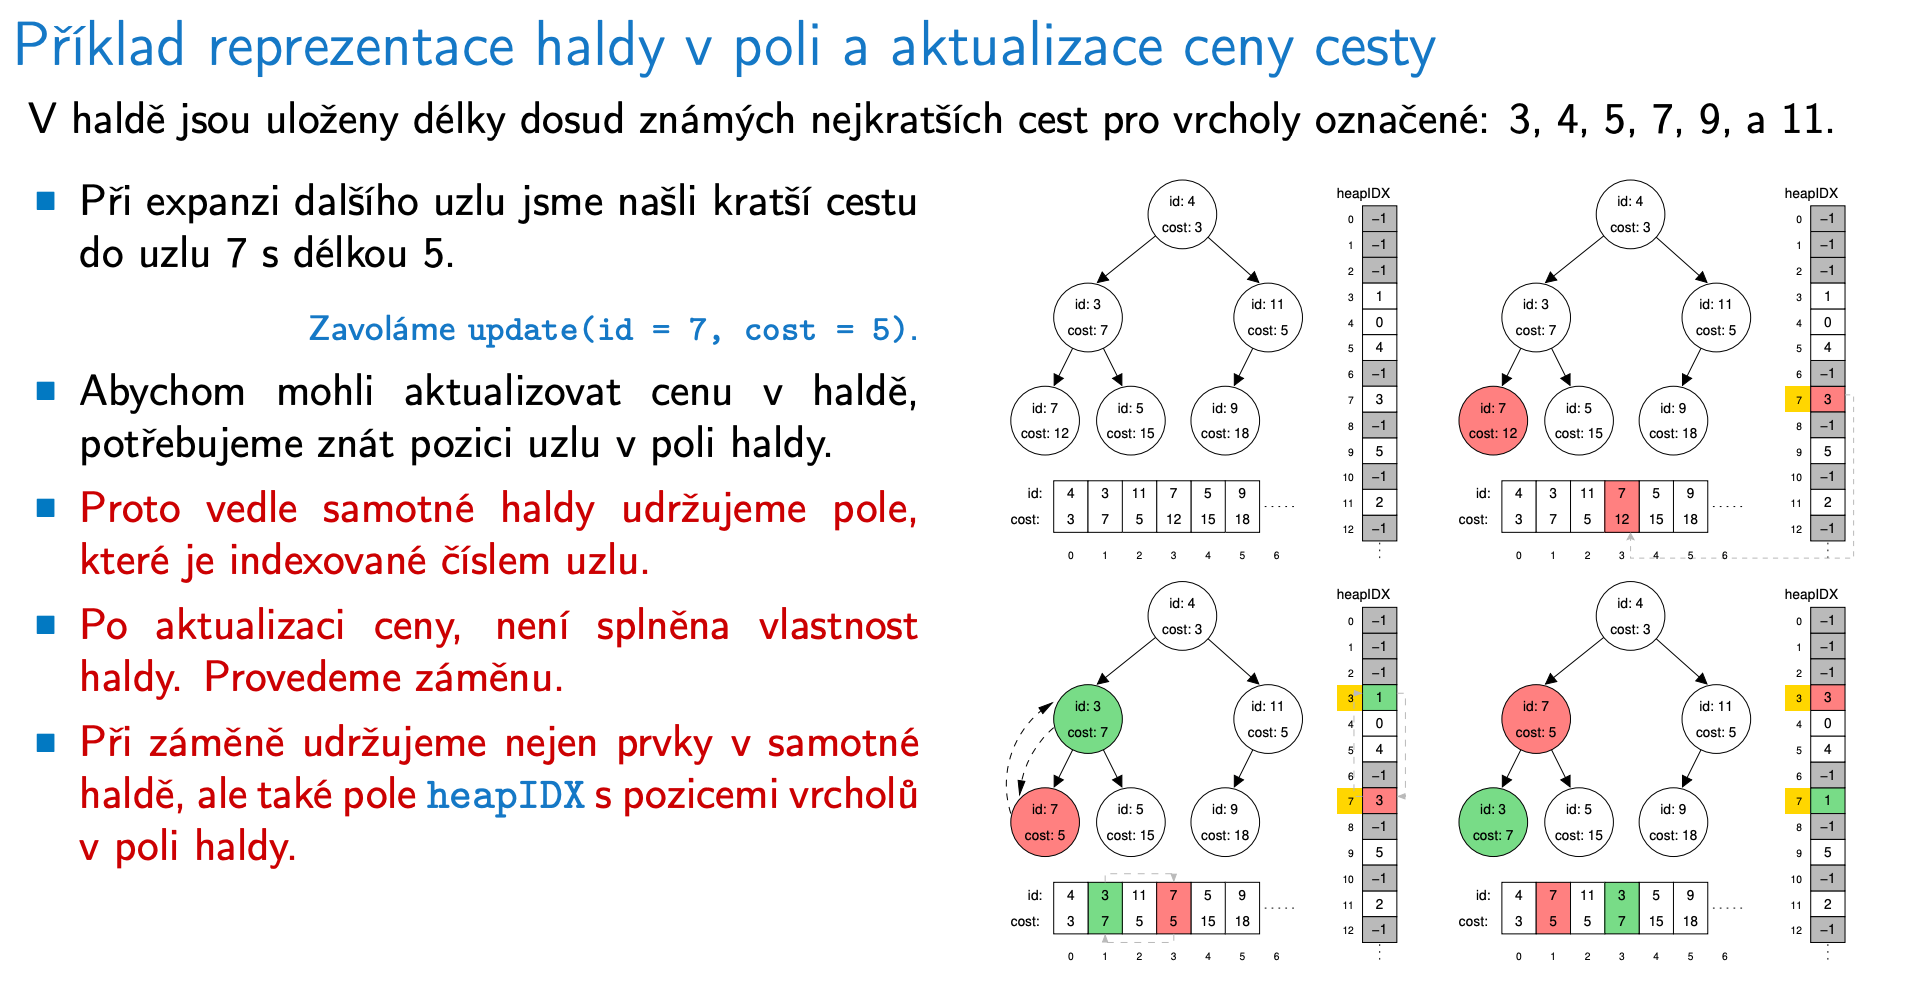 Příklad reprezentace haldy v poli a aktualizace ceny cesty
V haldě jsou uloženy délky dosud známých nejkratších cest pro vrcholy označené: 3, 4, 5, 7, 9, a 11.
Při expanzi dalšího uzlu jsme našli kratší cestu
do uzlu 7 s délkou 5.
Zavoláme update(id = 7, cost = 5).
Abychom mohli aktualizovat cenu v haldě,
potřebujeme znát pozici uzlu v poli haldy.
Proto vedle samotné haldy udržujeme pole,
které je indexované číslem uzlu.
Po aktualizaci ceny, není splněna vlastnost
haldy. Provedeme záměnu.
Při záměně udržujeme nejen prvky v samotné
haldě, ale také pole heapIDX s pozicemi vrcholů
v poli haldy.
id: 4
cost: 3
id: 3
cost: 7
id: 11
cost: 5
id: 7
cost: 12
id: 5
cost: 15
id: 9
cost: 18
id: 4 3 11 7 5 9 .....
cost: 3 7 5 12 15 18
0 1 2 3 4 5 6
heapIDX
0 −1
1 −1
2 −1
3 1
4 0
5 4
6 −1
7 3
8 −1
9 5
10 −1
11 2
12 −1
id: 4
cost: 3
id: 3
cost: 7
id: 11
cost: 5
id: 7
cost: 12
id: 5
cost: 15
id: 9
cost: 18
id: 4 3 11 7 5 9 .....
cost: 3 7 5 12 15 18
0 1 2 3 4 5 6
heapIDX
0 −1
1 −1
2 −1
3 1
4 0
5 4
6 −1
7 3
8 −1
9 5
10 −1
11 2
12 −1
id: 4
cost: 3
id: 3
cost: 7
id: 11
cost: 5
id: 7
cost: 5
id: 5
cost: 15
id: 9
cost: 18
id: 4 3 11 7 5 9 .....
cost: 3 7 5 5 15 18
0 1 2 3 4 5 6
heapIDX
0 −1
1 −1
2 −1
3 1
4 0
5 4
6 −1
7 3
8 −1
9 5
10 −1
11 2
12 −1
id: 4
cost: 3
id: 7
cost: 5
id: 11
cost: 5
id: 3
cost: 7
id: 5
cost: 15
id: 9
cost: 18
id: 4 7 11 3 5 9 .....
cost: 3 5 5 7 15 18
0 1 2 3 4 5 6
heapIDX
0 −1
1 −1
2 −1
3 3
4 0
5 4
6 −1
7 1
8 −1
9 5
10 −1
11 2
12 −1